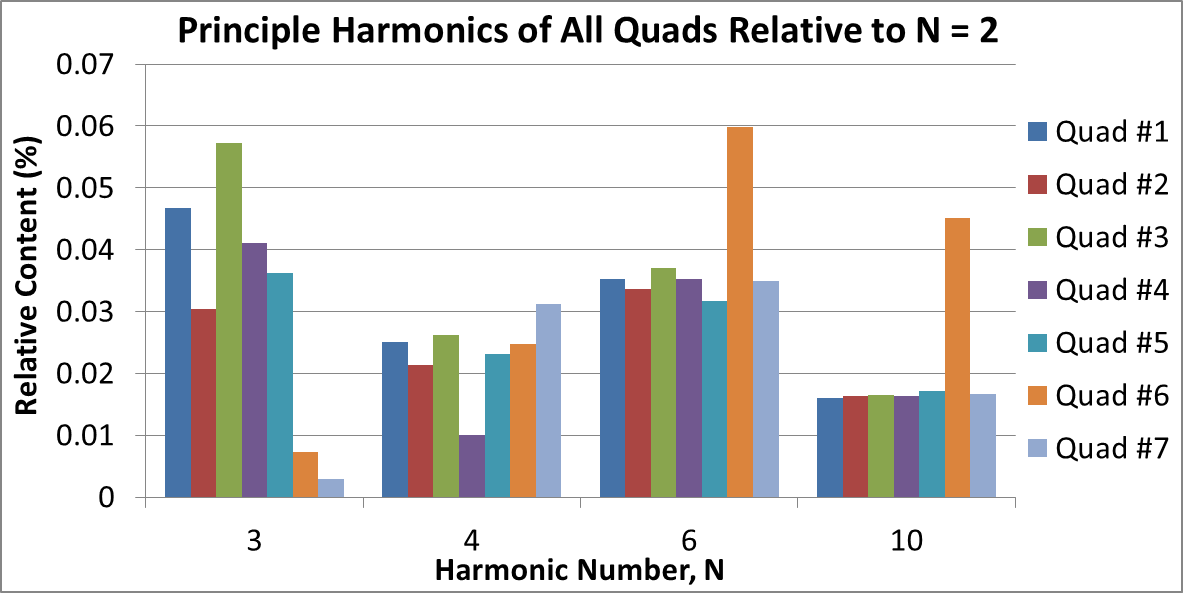 Principle Harmonics of All Quads Relative to N = 2
0.07
0.06
0.05
0.04
0.03
0.02
0.01
0
Relative Content (%)
3 4 6 10
Harmonic Number, N
Quad #1
Quad #2
Quad #3
Quad #4
Quad #5
Quad #6
Quad #7